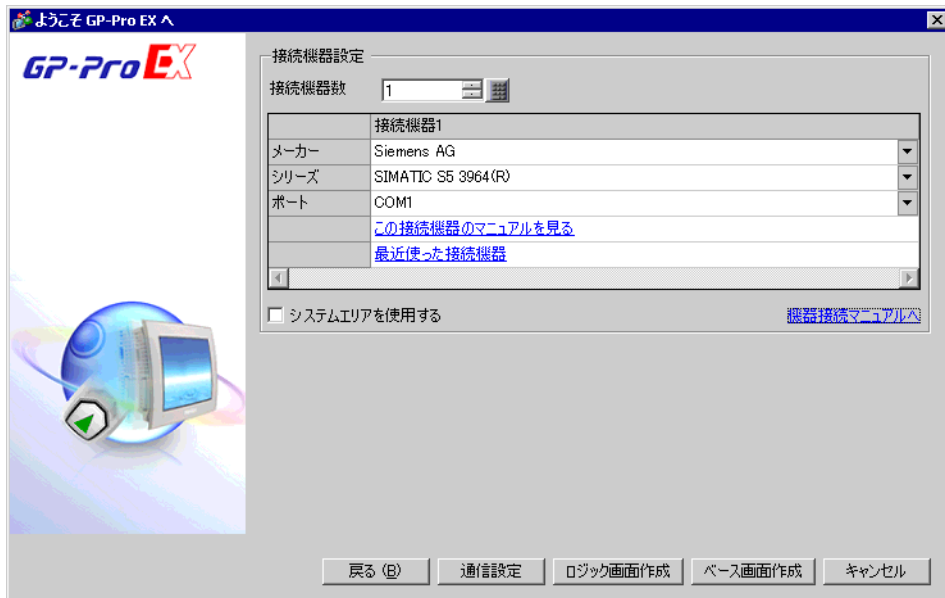 ようこそ GP-Pro EX へ
GP-Pro EX
接続機器設定
接続機器数 1
接続機器1
メーカー Siemens AG
シリーズ SIMATIC S5 3964(R)
ポート COM1
この接続機器のマニュアルを見る
最近使った接続機器
システムエリアを使用する 機器接続マニュアルへ
戻る (B) 通信設定 ロジック画面作成 ベース画面作成 キャンセル